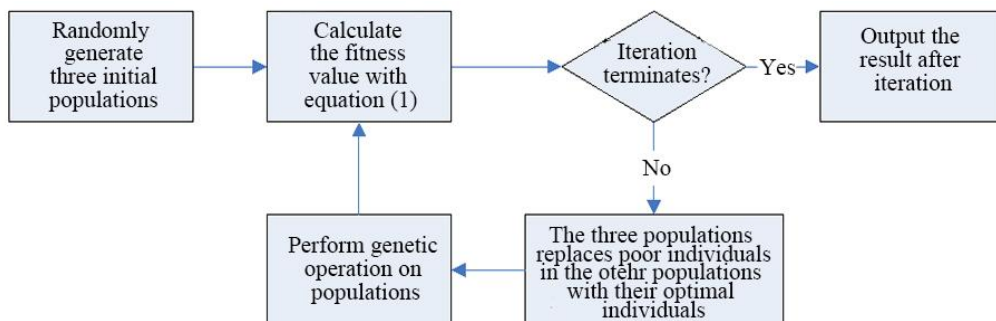 Randomly
generate
three initial
populations
Calculate
the fitness
value with
equation (1)
Iteration
terminates?
Yes
Output the
result after
iteration
No
The three populations
replaces poor individuals
in the otehr populations
with their optimal
individuals
Perform genetic
operation on
populations